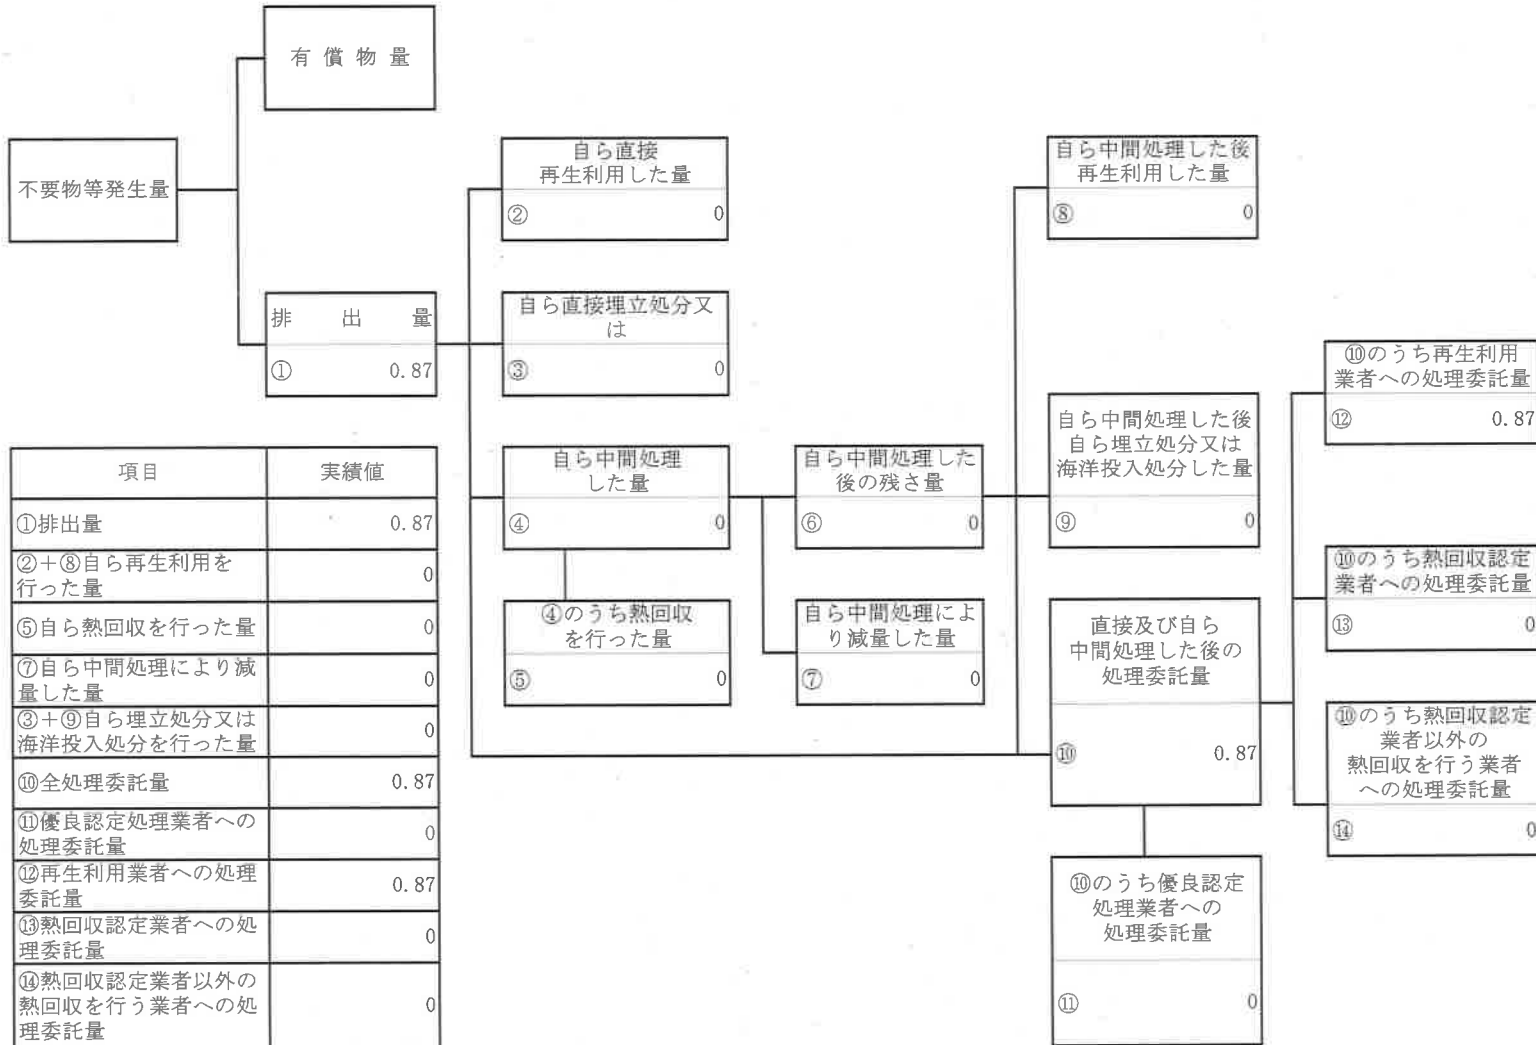 有償物量
不要物等発生量
排出量
① 0.87
自ら直接
再生利用した量
② 0
自ら直接埋立処分又
は
③ 0
自ら中間処理
した量
④ 0
④のうち熱回収
を行った量
⑤ 0
自ら中間処理した
後の残さ量
⑥ 0
自ら中間処理によ
り減量した量
⑦ 0
自ら中間処理した後
再生利用した量
⑧ 0
自ら中間処理した後
自ら埋立処分又は
海洋投入処分した量
⑨ 0
直接及び自ら
中間処理した後の
処理委託量
⑩ 0.87
⑩のうち優良認定
処理業者への
処理委託量
⑪ 0
⑩のうち再生利用
業者への処理委託量
⑫ 0.87
⑩のうち熱回収認定
業者への処理委託量
⑬ 0
⑩のうち熱回収認定
業者以外の
熱回収を行う業者
への処理委託量
⑭ 0
項目 実績値
①排出量 0.87
②+⑧自ら再生利用を
行った量 0
⑤自ら熱回収を行った量 0
⑦自ら中間処理により減
量した量 0
③+⑨自ら埋立処分又は
海洋投入処分を行った量 0
⑩全処理委託量 0.87
⑪優良認定処理業者への
処理委託量 0
⑫再生利用業者への処理
委託量 0.87
⑬熱回収認定業者への処
理委託量 0
⑭熱回収認定業者以外の
熱回収を行う業者への処
理委託量 0